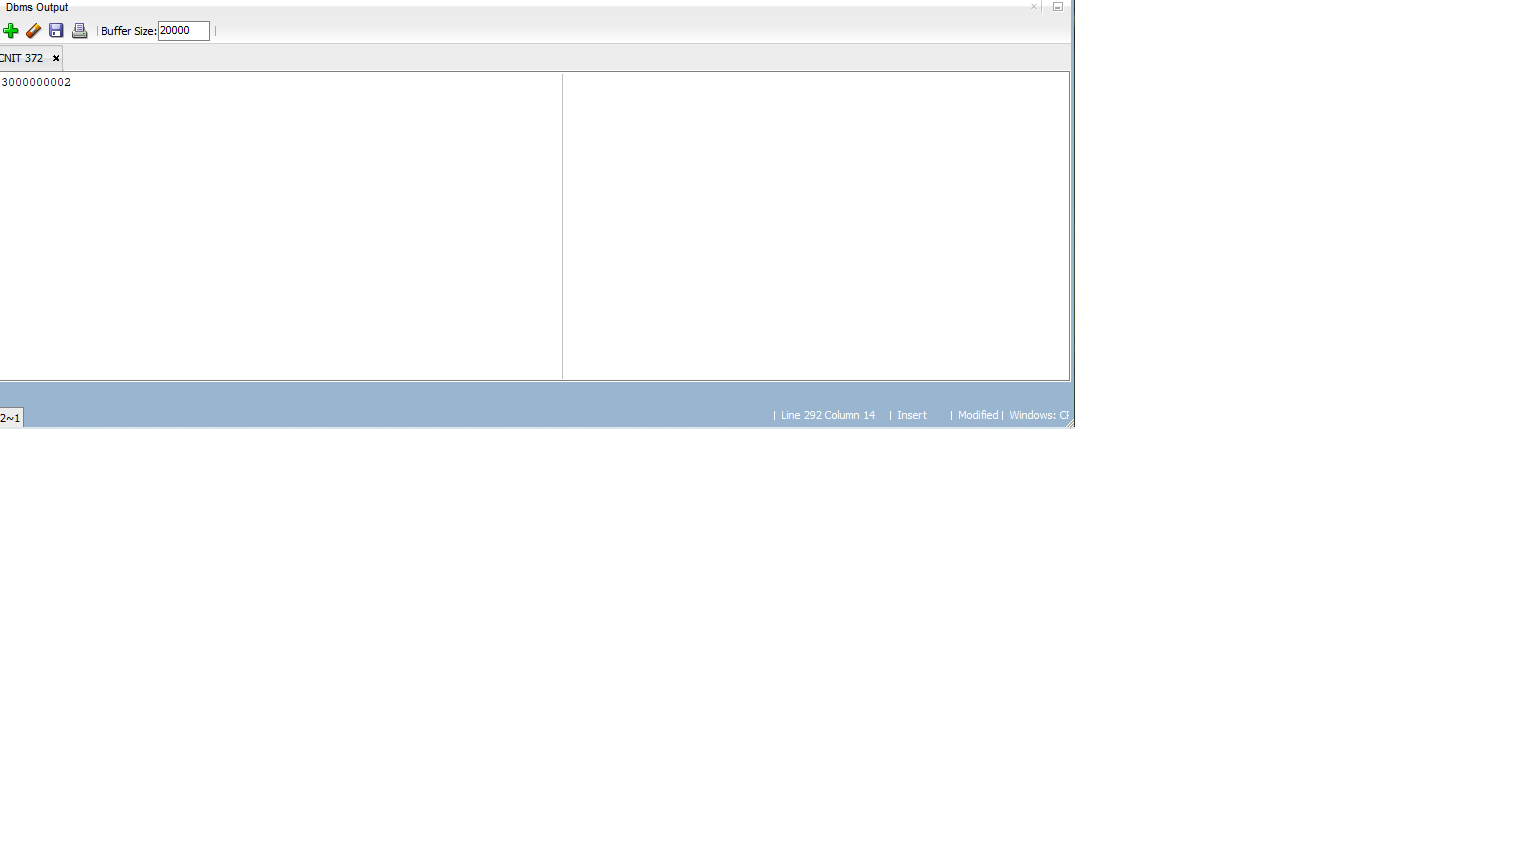 Dbms Output
Buffer Size: 20000
CNIT 372
3000000002
2~1
| Line 292 Column 14 | Insert | Modified | Windows: